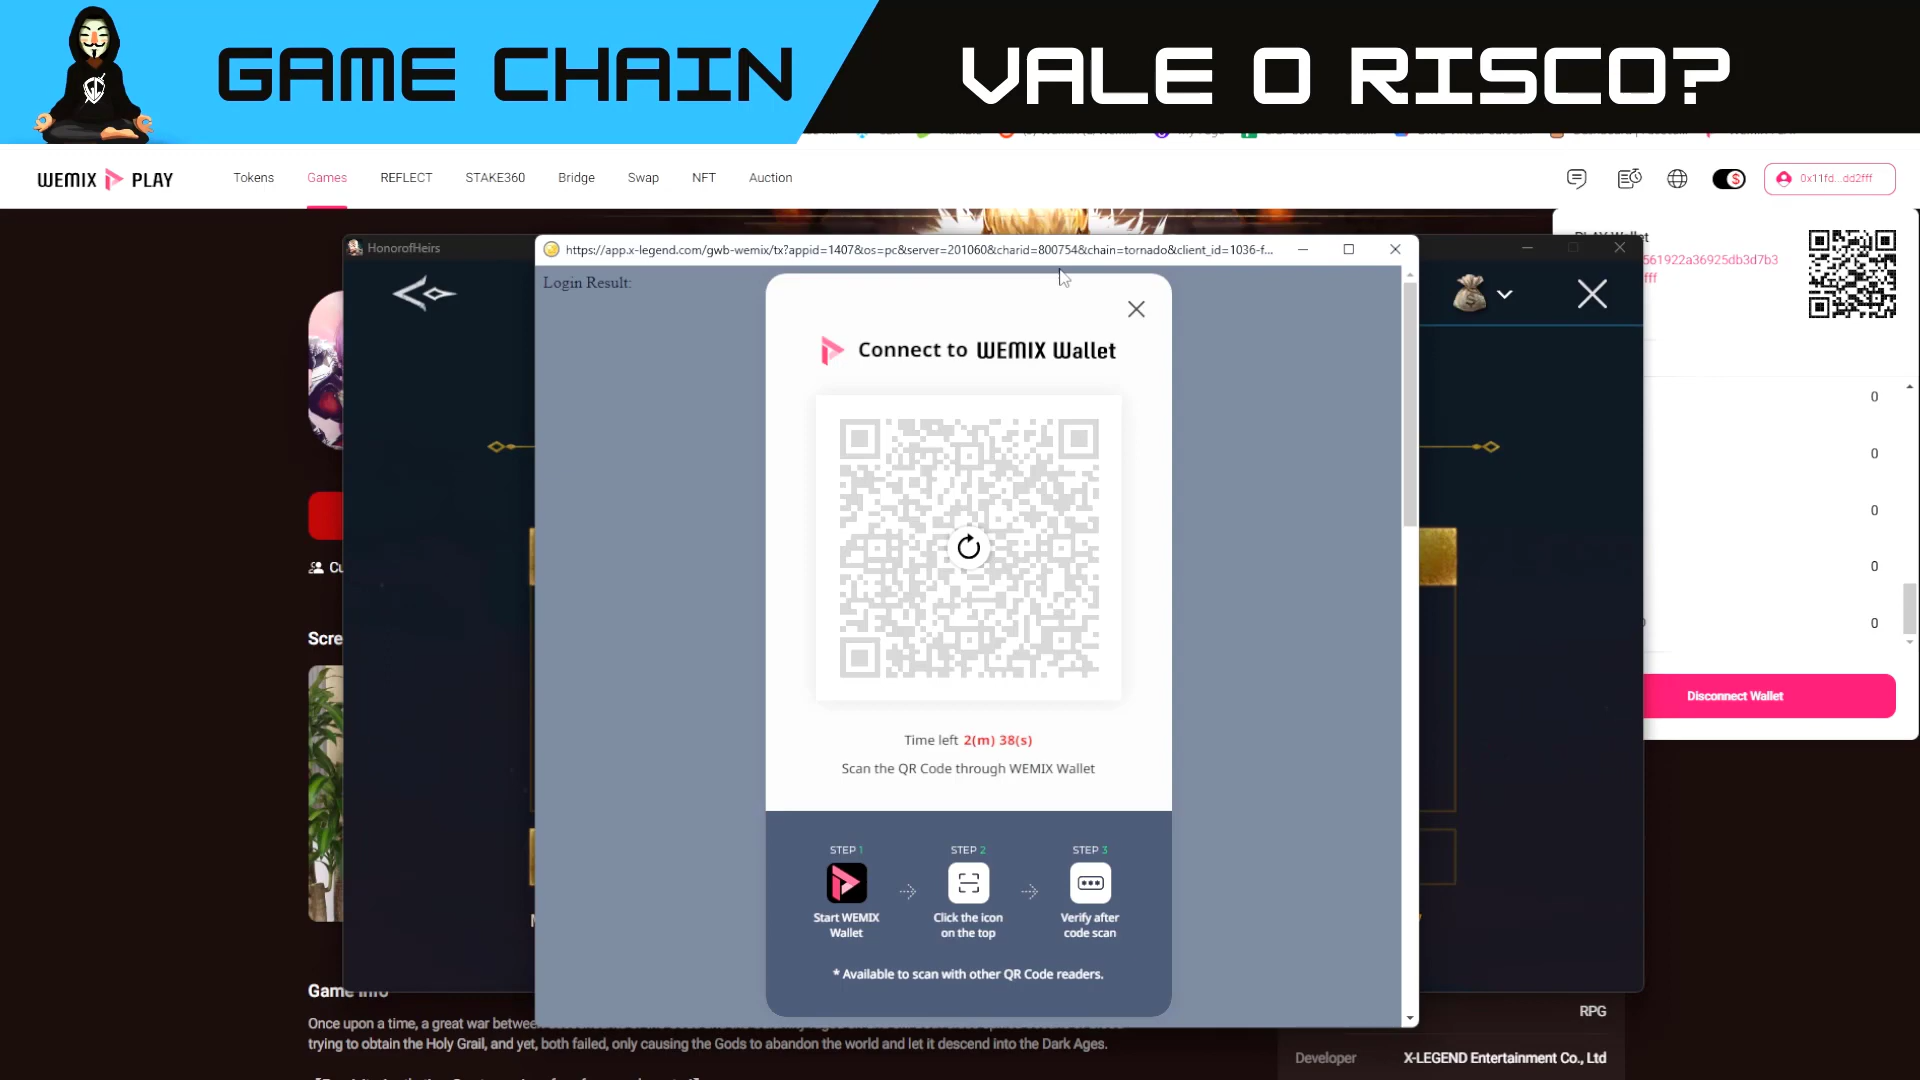 GAME CHAIN
VALE O RISCO?
WEMIX PLAY
Tokens
Games
REFLECT
STAKE360
Bridge
Swap
NFT
Auction
0x11fd...dd2fff
HonorofHeirs
https://app.x-legend.com/gwb-wemix/tx?appid=1407&os=pc&server=201060&charid=800754&chain=tornado&client_id=1036-f...
Wallet
561922a36925db3d7b3
fff
Login Result:
Connect to WEMIX Wallet
Time left 2(m) 38(s)
Scan the QR Code through WEMIX Wallet
STEP 1
Start WEMIX
Wallet
STEP 2
Click the icon
on the top
STEP 3
Verify after
code scan
* Available to scan with other QR Code readers.
0
0
0
0
0
Disconnect Wallet
Cu
Scre
Game Info
Once upon a time, a great war betwee
trying to obtain the Holy Grail, and yet, both failed, only causing the Gods to abandon the world and let it descend into the Dark Ages.
RPG
Developer
X-LEGEND Entertainment Co., Ltd